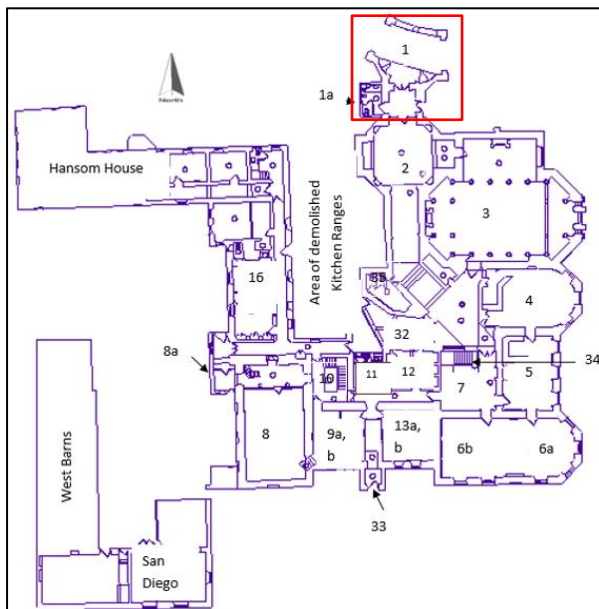 1
1a
North
Hansom House
2
Area of demolished
Kitchen Ranges
3
16
35
4
32
8a
34
10
11
12
7
5
West Barns
8
9a,
b
13a,
b
6b
6a
33
San
Diego